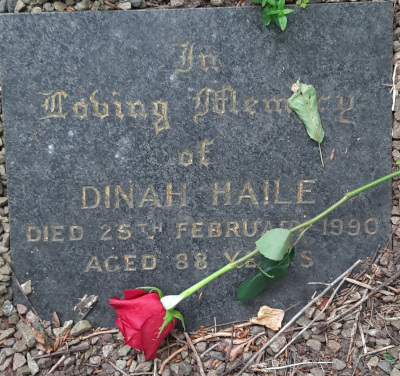 In
Loving Memory
of
DINAH HAILE
DIED 25TH FEBRUARY 1990
AGED 88 YEARS